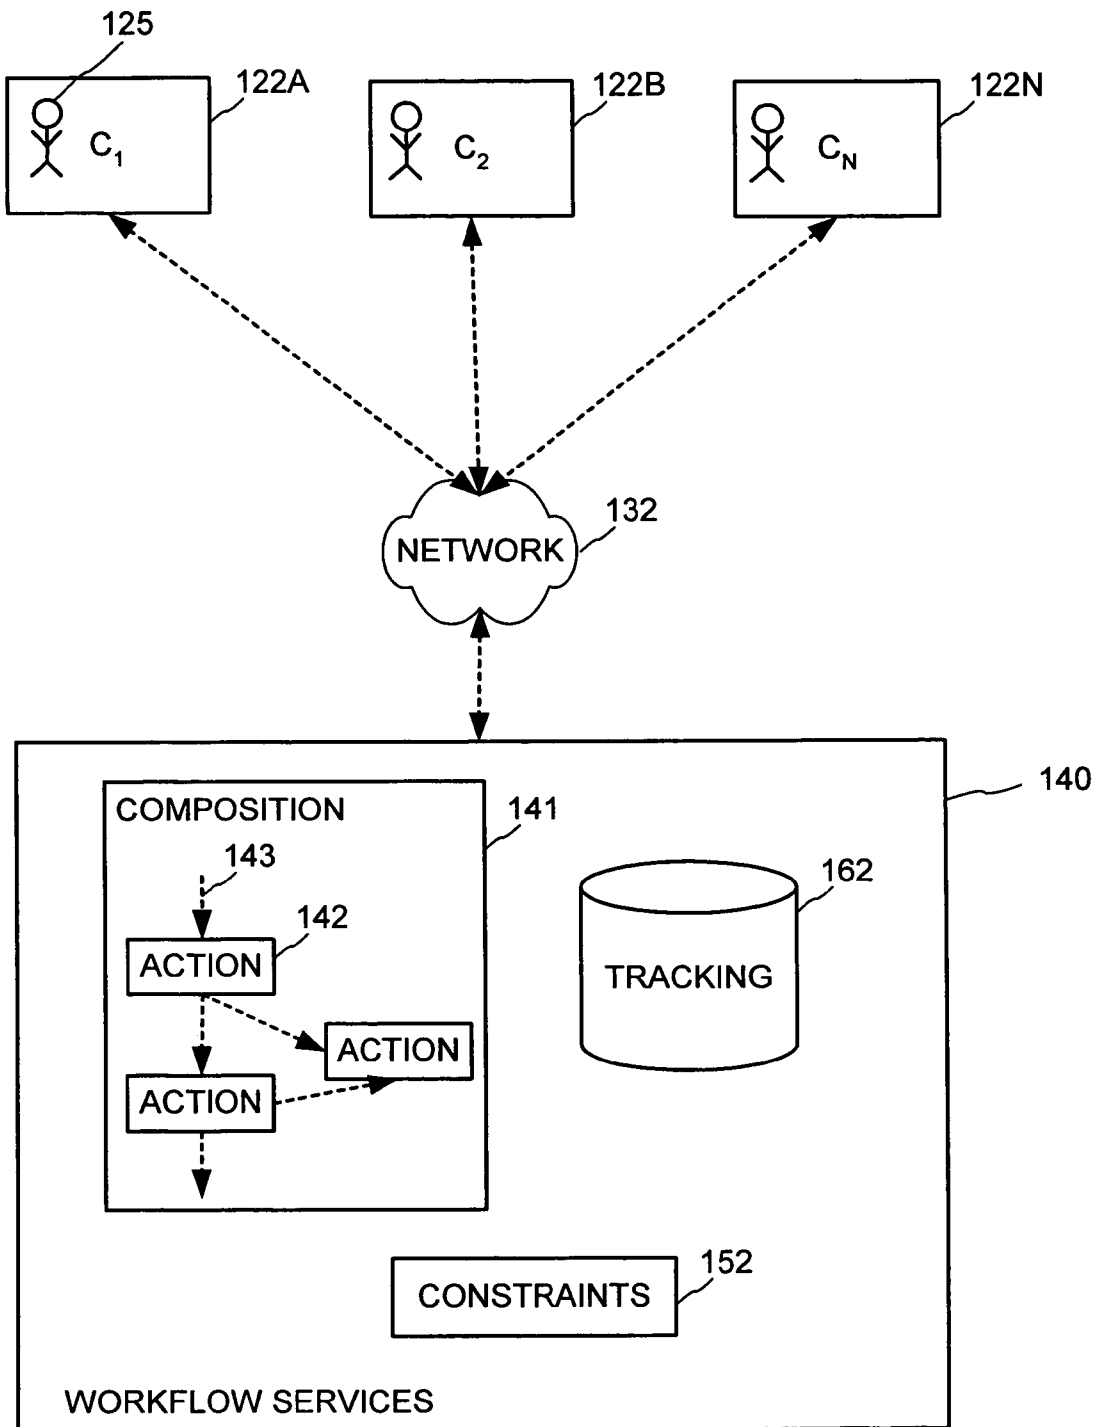 125
122A
122B
122N
C1
C2
CN
132
NETWORK
140
COMPOSITION
141
143
162
142
ACTION
TRACKING
ACTION
ACTION
152
CONSTRAINTS
WORKFLOW SERVICES